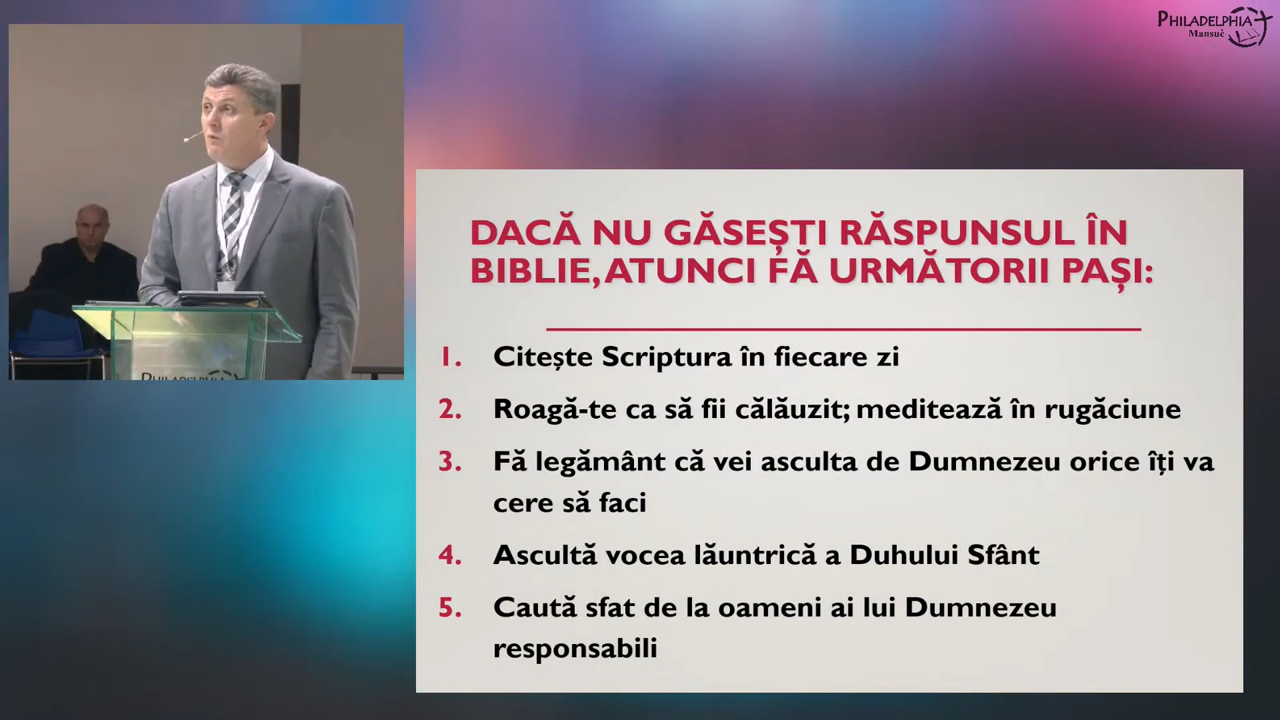 PHILADELPHIA
Mansuè
DACĂ NU GĂSEȘTI RĂSPUNSUL ÎN
BIBLIE, ATUNCI FĂ URMĂTORII PAȘI:
1. Citește Scriptura în fiecare zi
2. Roagă-te ca să fii călăuzit; meditează în rugăciune
3. Fă legământ că vei asculta de Dumnezeu orice îți va
cere să faci
4. Ascultă vocea lăuntrică a Duhului Sfânt
5. Caută sfat de la oameni ai lui Dumnezeu
responsabili
PHILADELPHIA